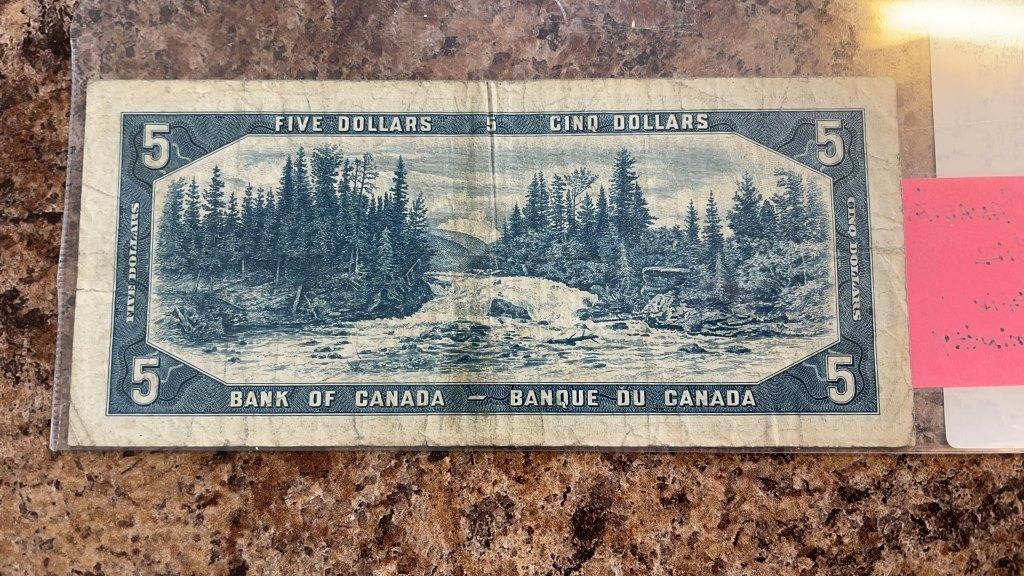 5 FIVE DOLLARS 5 CINQ DOLLARS 5
FIVE DOLLARS
CINQ DOLLARS
5 BANK OF CANADA — BANQUE DU CANADA 5